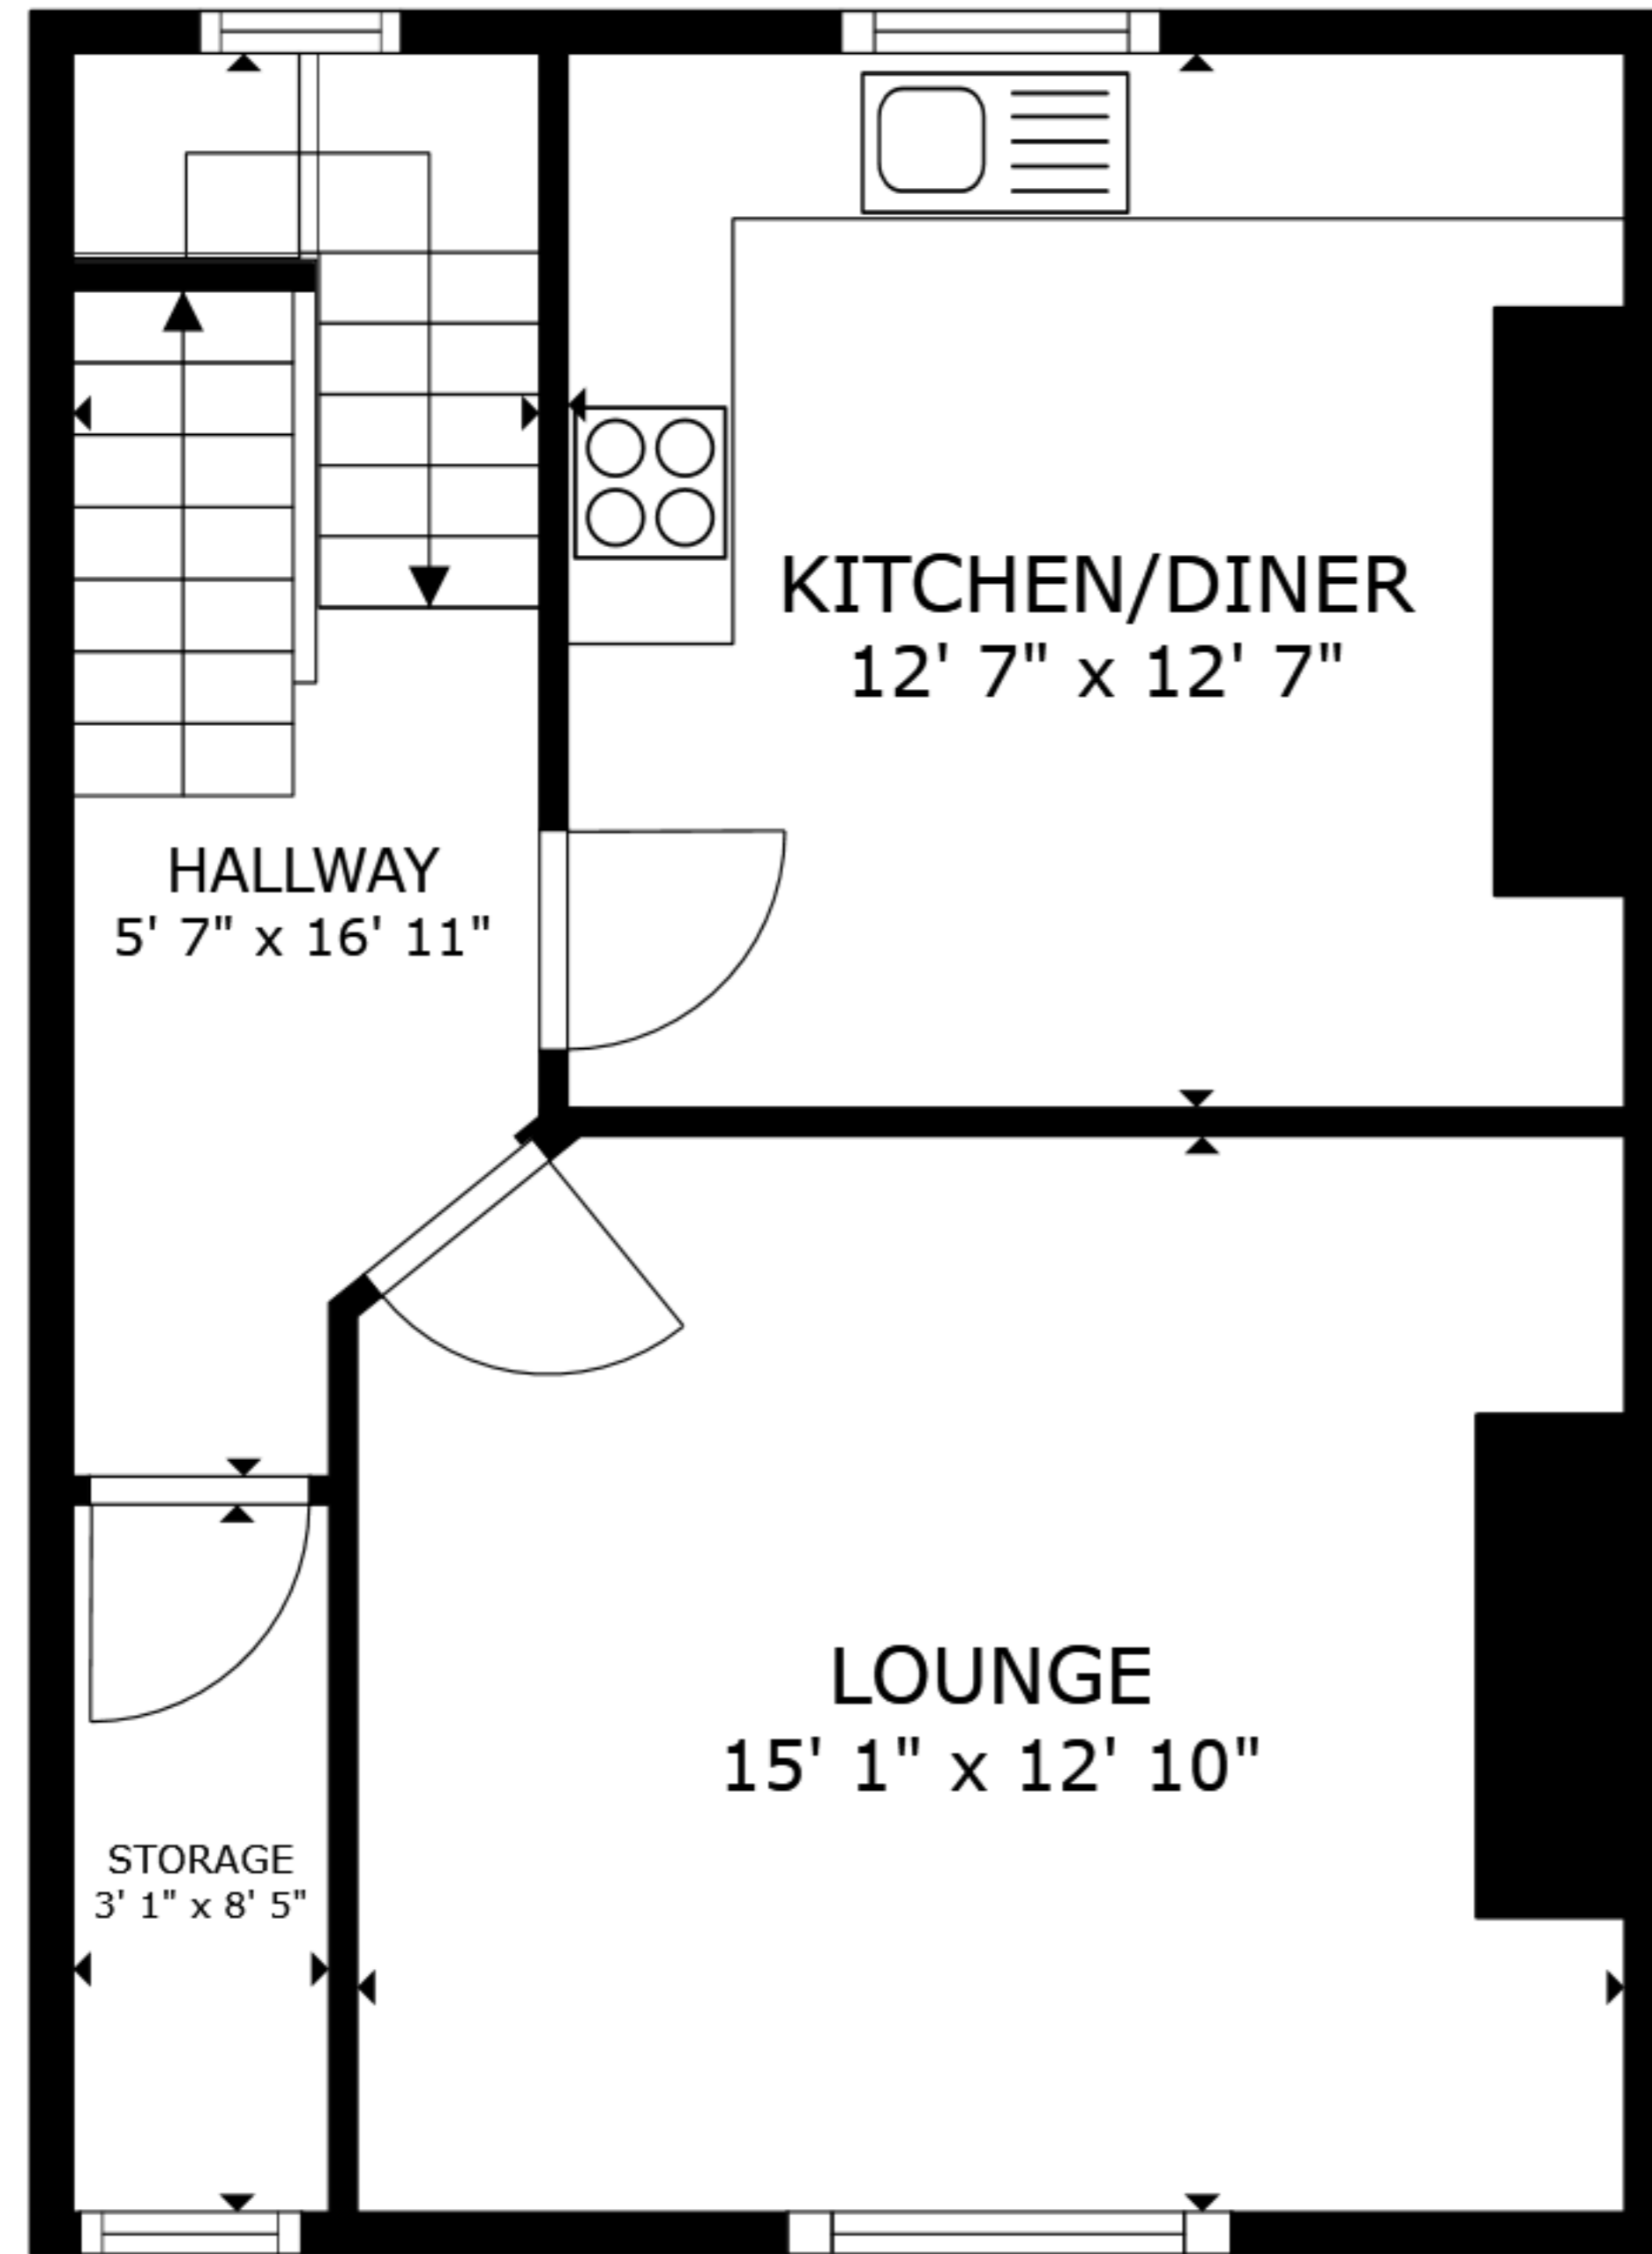 KITCHEN/DINER
12' 7" x 12' 7"
HALLWAY
5' 7" x 16' 11"
LOUNGE
15' 1" x 12' 10"
STORAGE
3' 1" x 8' 5"